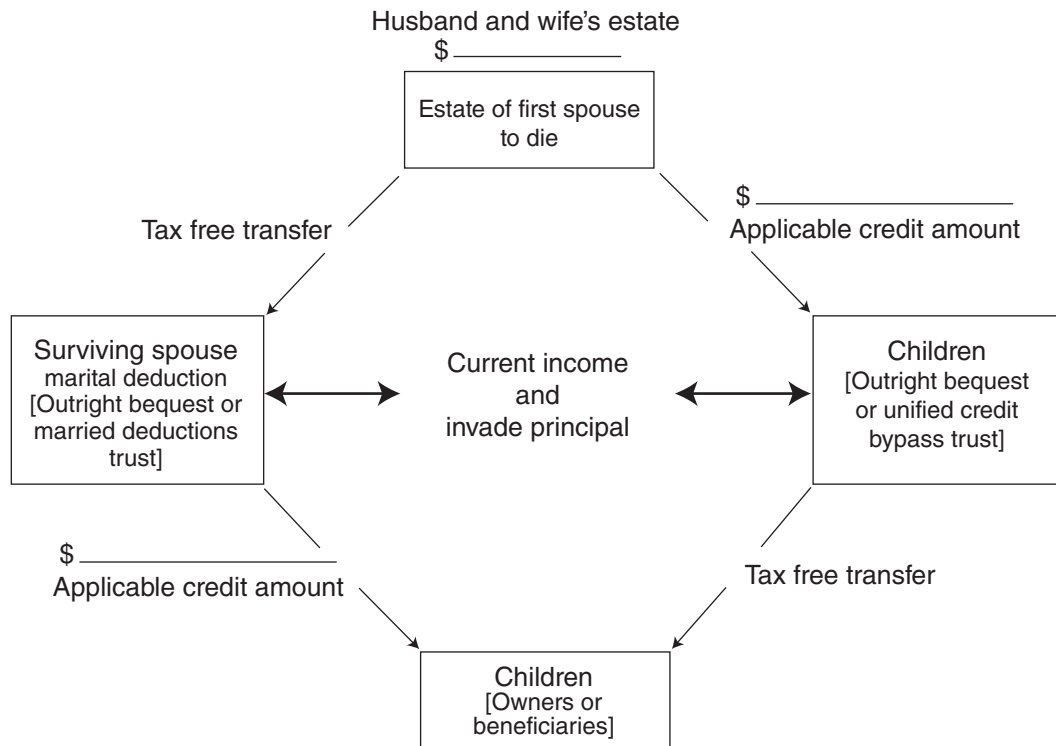 Husband and wife's estate
$
Estate of first spouse
to die
$
Applicable credit amount
Tax free transfer
Surviving spouse
marital deduction
[Outright bequest or
married deductions
trust]
Current income
and
invade principal
Children
[Outright bequest
or unified credit
bypass trust]
$
Applicable credit amount
Tax free transfer
Children
[Owners or
beneficiaries]